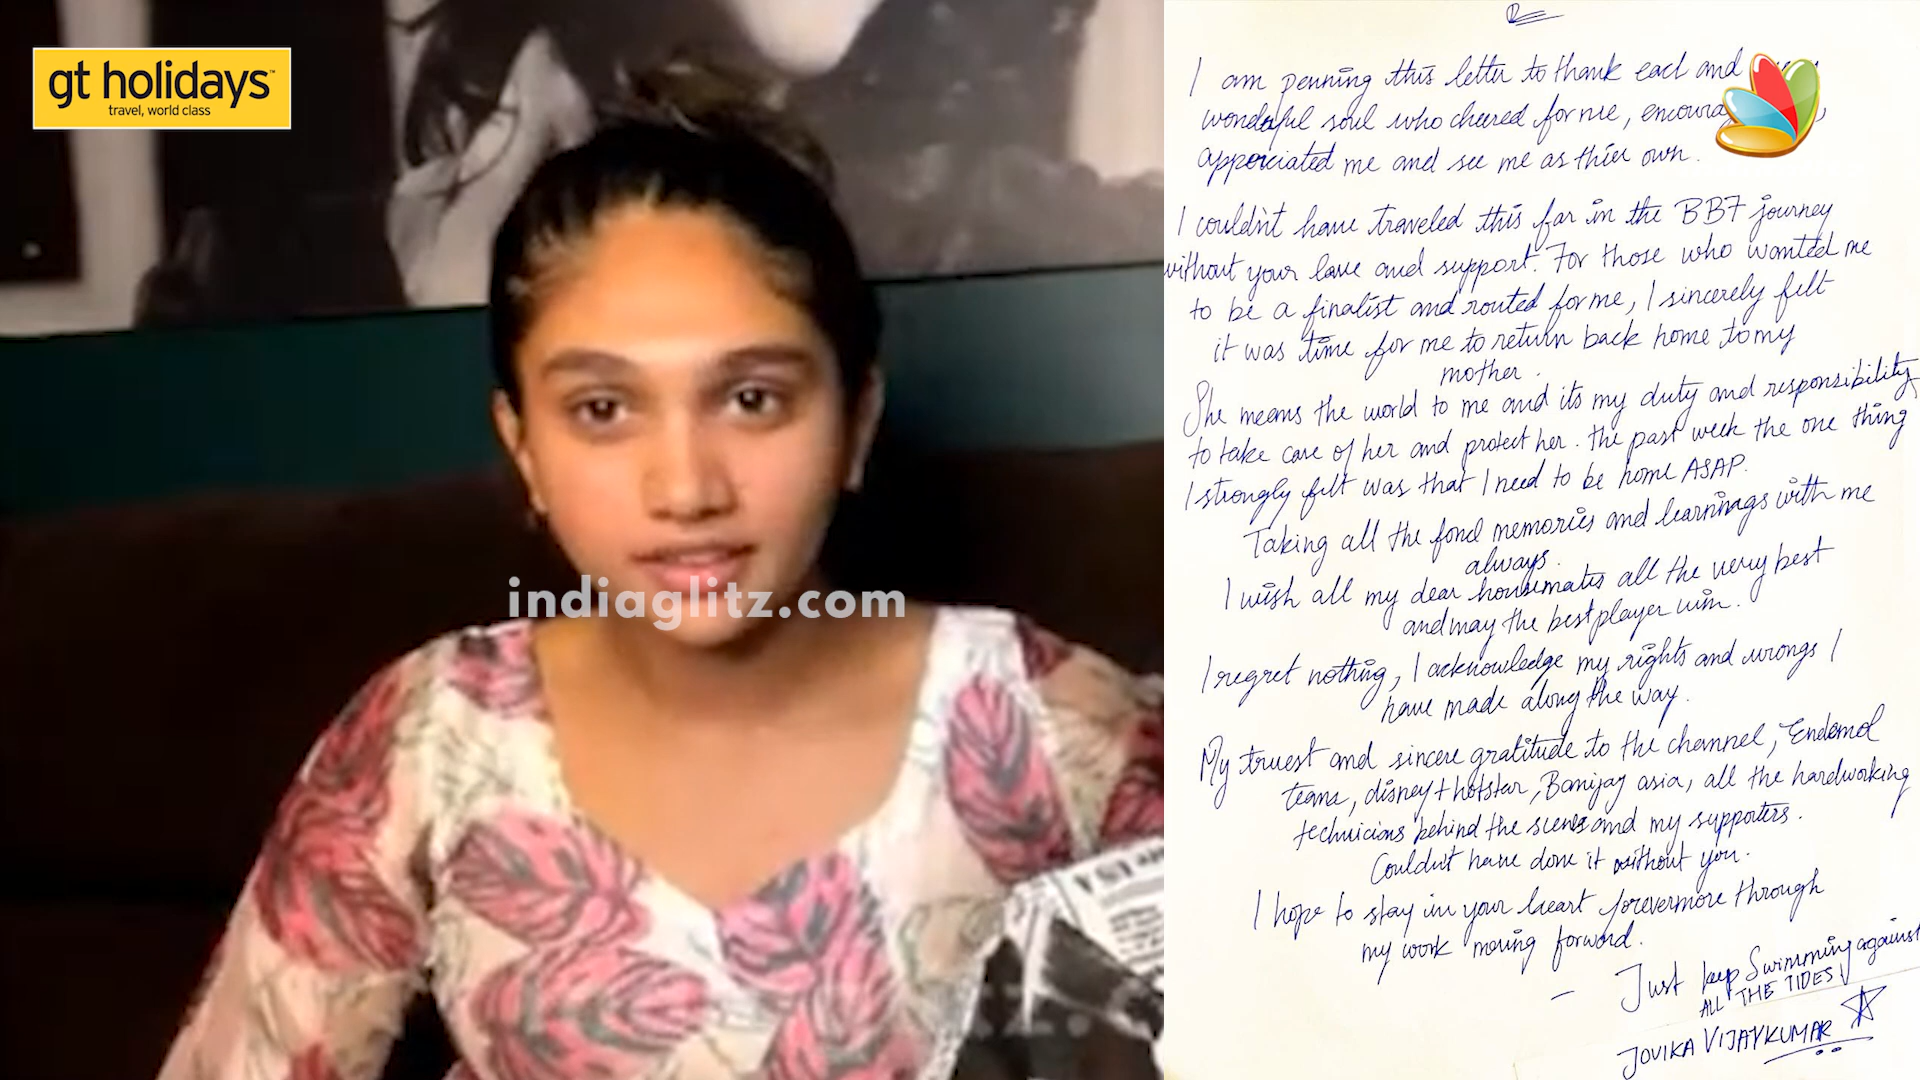 gt holidays™
travel, world class
indiaglitz.com
I am penning this letter to thank each and
wonderful soul who cheered for me,
apporciated me and see me as thier own.
I couldn't have traveled this far in the BB7 journey
without your love and support. For those who wanted me
to be a finalist and routed for me, I sincerely felt
it was time for me to return back home to my
mother.
She means the world to me and its my duty and responsibility
to take care of her and protect her. the past week the one thing
I strongly felt was that I need to be home ASAP.
Taking all the fond memories and learnings with me
always.
I wish all my dear housemates all the very best
and may the best player win.
I regret nothing, I acknowledge my rights and wrongs I
have made along the way.
My truest and sincere gratitude to the channel, Endemol
team, disney+hotstar, Banijay asia, all the hardworking
technicians behind the scenes and my supporters.
Couldn't have done it without you.
I hope to stay in your heart forevermore through
my work moving forward.
- Just keep Swimming against
ALL THE TIDES
JOVIKA VIJAYKUMAR